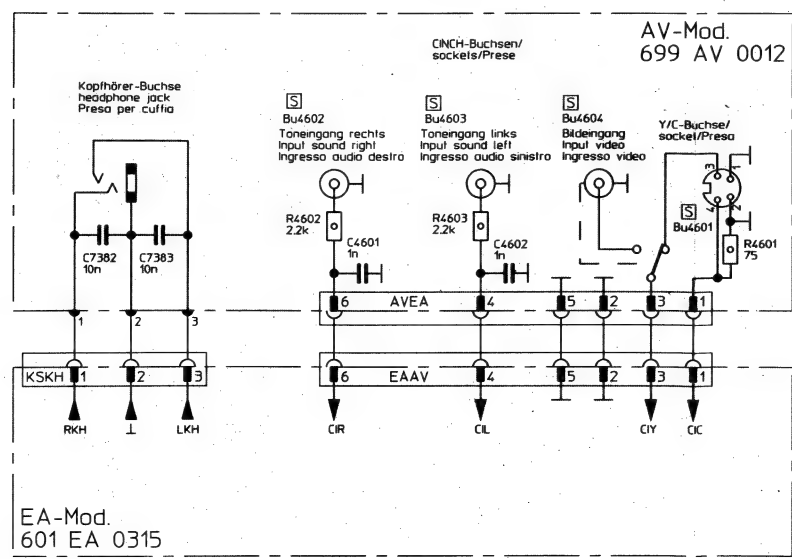 AV-Mod.
699 AV 0012
CINCH-Buchsen/
sockets/Prese
Kopfhörer-Buchse
headphone jack
Presa per cuffia
S
Bu4602
Toneingang rechts
Input sound right
Ingresso audio destro
S
Bu4603
Toneingang links
Input sound left
Ingresso audio sinistro
S
Bu4604
Bildeingang
Input video
Ingresso video
Y/C-Buchse/
sockel/Presa
3
1
4
2
S
Bu4601
R4602
2.2k
R4603
2.2k
R4601
75
C7382
10n
C7383
10n
C4601
1n
C4602
1n
6
AVEA
4
5
2
3
1
1
2
3
KSKH
1
2
3
6
EAAV
4
5
2
3
1
RKH
⊥
LKH
CIR
CIL
CIY
CIC
EA-Mod.
601 EA 0315